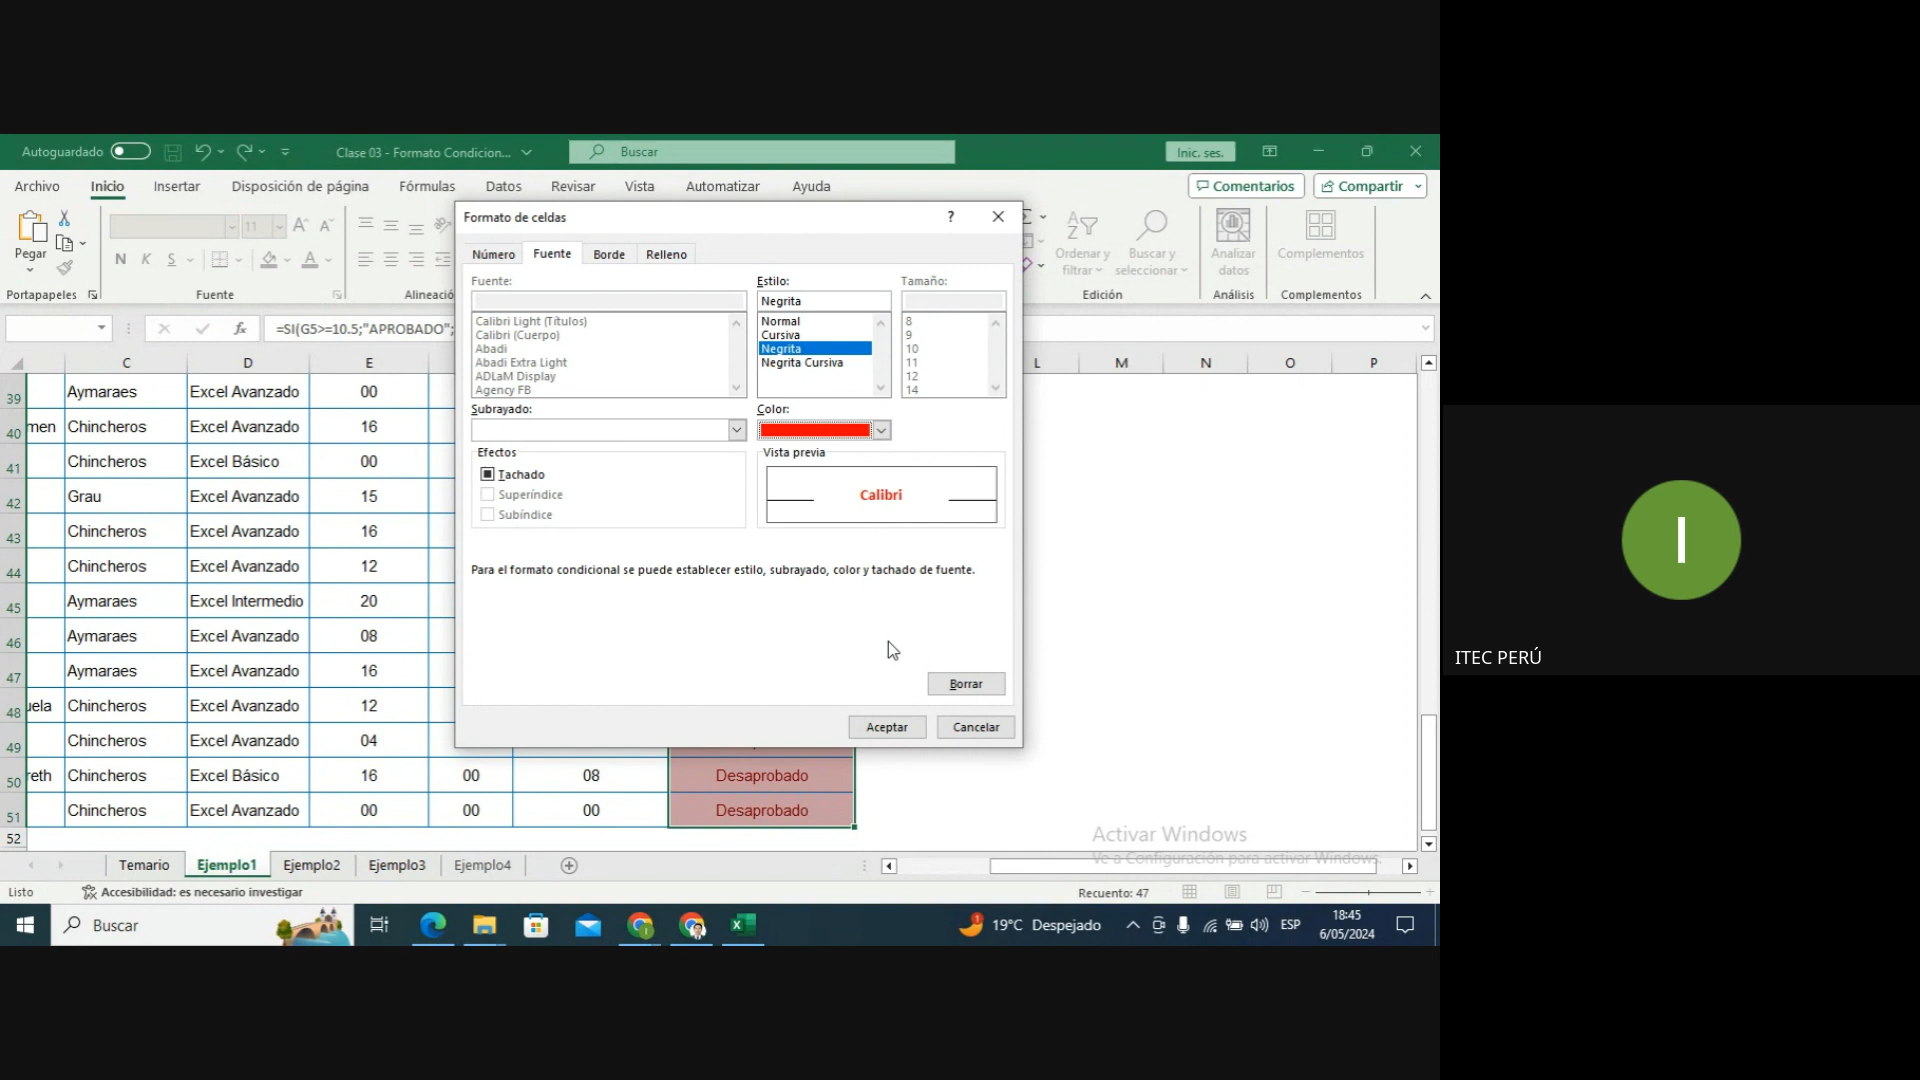 Autoguardado
Clase 03 - Formato Condicion...
Buscar
Inic. ses.
Archivo Inicio Insertar Disposición de página Fórmulas Datos Revisar Vista Automatizar Ayuda
Comentarios Compartir
Pegar
11
N K S
Portapapeles Fuente Alineació
Ordenar y filtrar
Buscar y seleccionar
Edición
Analizar datos
Análisis
Complementos
Complementos
=SI(G5>=10.5;"APROBADO";
Formato de celdas
?
Número Fuente Borde Relleno
Fuente:
Calibri Light (Títulos)
Calibri (Cuerpo)
Abadi
Abadi Extra Light
ADLaM Display
Agency FB
Estilo:
Negrita
Normal
Cursiva
Negrita
Negrita Cursiva
Tamaño:
8
9
10
11
12
14
Subrayado:
Color:
Efectos
Tachado
Superíndice
Subíndice
Vista previa
Calibri
Para el formato condicional se puede establecer estilo, subrayado, color y tachado de fuente.
Borrar
Aceptar Cancelar
C D E L M N O P
39 Aymaraes Excel Avanzado 00
40 men Chincheros Excel Avanzado 16
41 Chincheros Excel Básico 00
42 Grau Excel Avanzado 15
43 Chincheros Excel Avanzado 16
44 Chincheros Excel Avanzado 12
45 Aymaraes Excel Intermedio 20
46 Aymaraes Excel Avanzado 08
47 Aymaraes Excel Avanzado 16
48 uela Chincheros Excel Avanzado 12
49 Chincheros Excel Avanzado 04
50 reth Chincheros Excel Básico 16 00 08 Desaprobado
51 Chincheros Excel Avanzado 00 00 00 Desaprobado
52
Activar Windows
Ve a Configuración para activar Windows.
Temario Ejemplo1 Ejemplo2 Ejemplo3 Ejemplo4
Listo
Accesibilidad: es necesario investigar
Recuento: 47
Buscar
1
19°C Despejado
ESP
18:45
6/05/2024
I
ITEC PERÚ